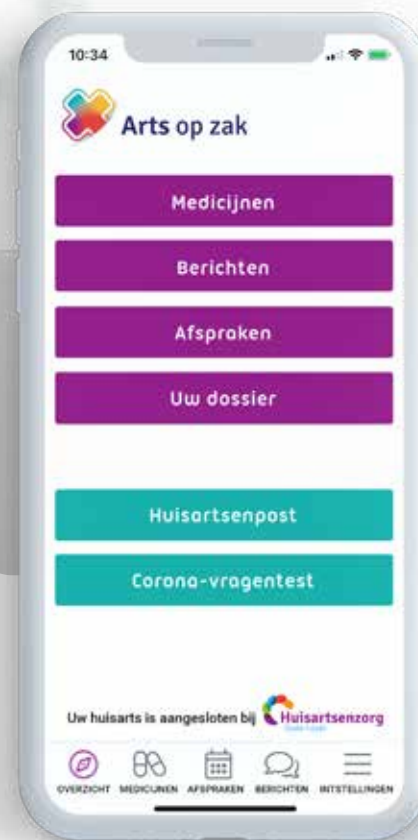 10:34
Arts op zak
Medicijnen
Berichten
Afspraken
Uw dossier
Huisartsenpost
Corona-vragentest
Uw huisarts is aangesloten bij Huisartsenzorg
OVERZICHT MEDICIJNEN AFSPRAKEN BERICHTEN INTSTELLINGEN